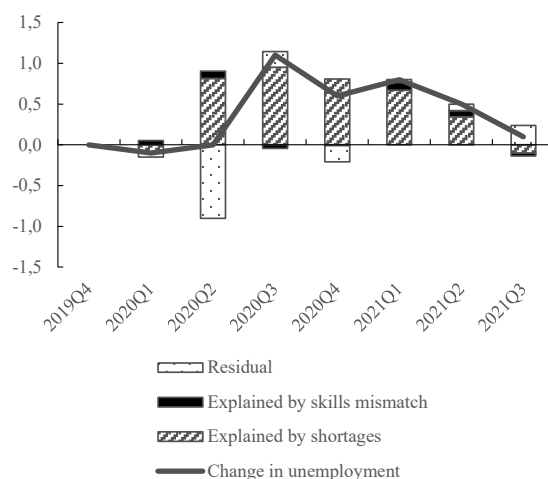 1,5
1,0
0,5
0,0
-0,5
-1,0
-1,5
2019Q4
2020Q1
2020Q2
2020Q3
2020Q4
2021Q1
2021Q2
2021Q3
Residual
Explained by skills mismatch
Explained by shortages
Change in unemployment